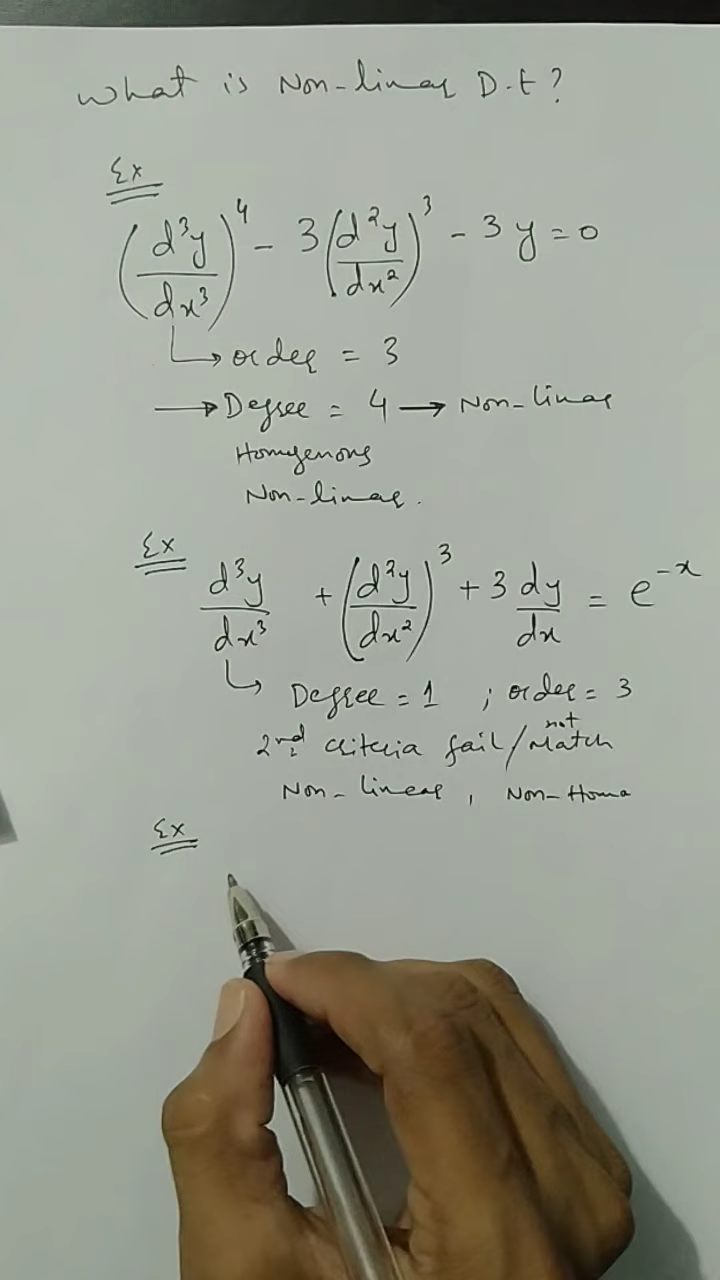 What is Non-linear D.E?
Ex
(d³y/dx³)⁴ - 3(d²y/dx²)³ - 3y = 0
↳ order = 3
→ Degree = 4 → Non-linear
Homogenous
Non-linear.
Ex
d³y/dx³ + (d²y/dx²)³ + 3 dy/dx = e⁻ˣ
↳ Degree = 1 ; order = 3
2nd criteria fail/not Match
Non-linear, Non-Homo
Ex